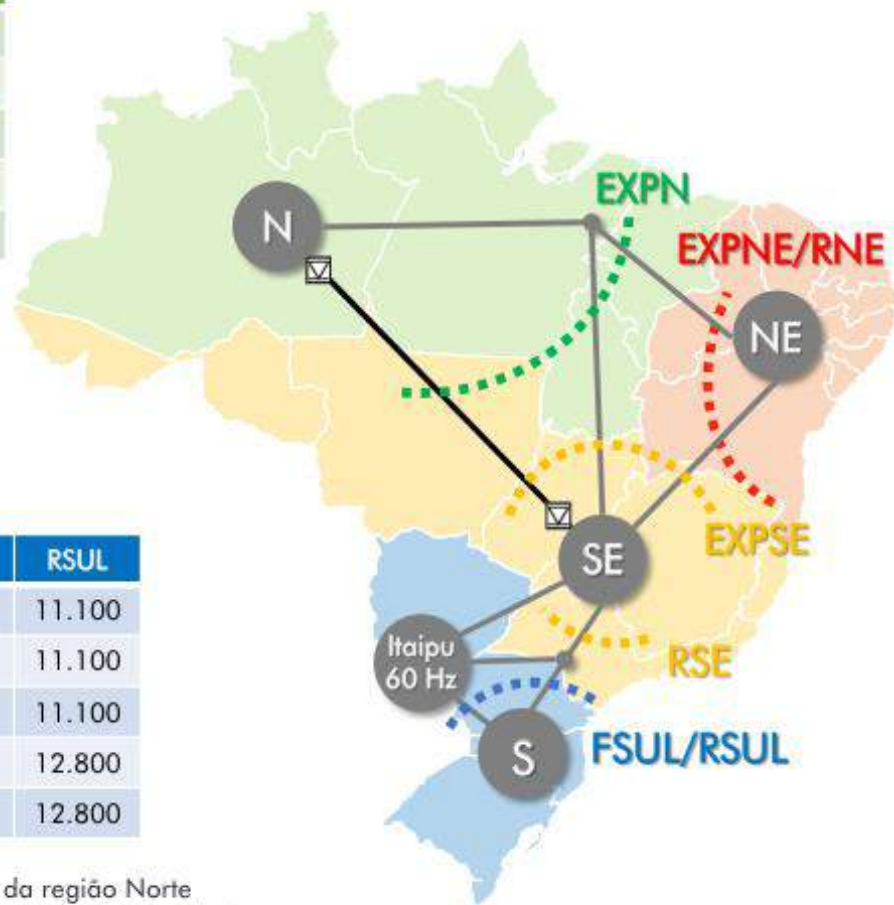 EXPN
N
EXPNE/RNE
NE
EXPSE
SE
RSE
Itaipu
60 Hz
FSUL/RSUL
S
RSUL
11.100
11.100
11.100
12.800
12.800
da região Norte